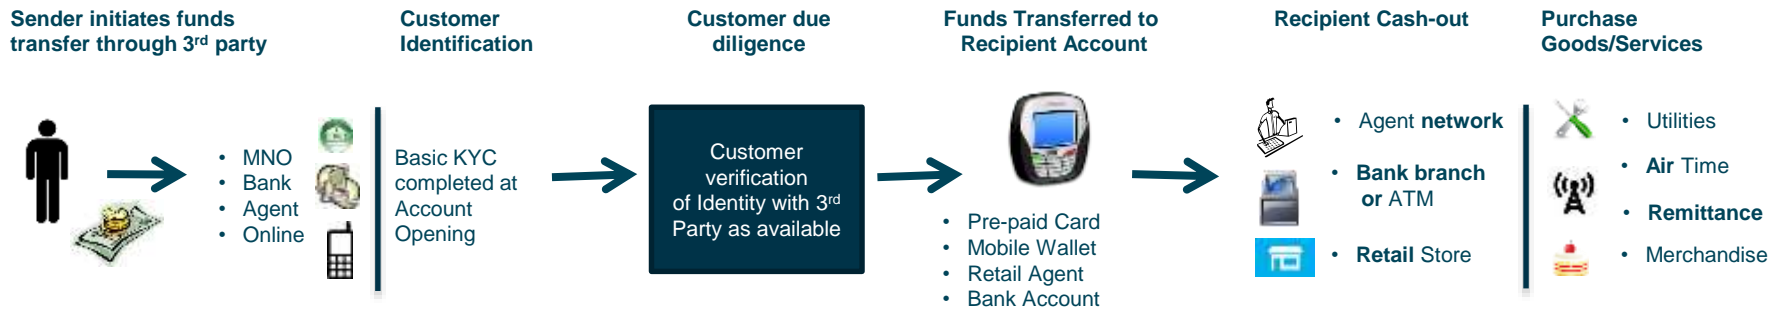 Sender initiates funds
transfer through 3rd party
• MNO
• Bank
• Agent
• Online
Customer
Identification
Basic KYC
completed at
Account
Opening
Customer due
diligence
Customer
verification
of Identity with 3rd
Party as available
Funds Transferred to
Recipient Account
• Pre-paid Card
• Mobile Wallet
• Retail Agent
• Bank Account
Recipient Cash-out
• Agent network
• Bank branch
or ATM
• Retail Store
Purchase
Goods/Services
• Utilities
• Air Time
• Remittance
• Merchandise